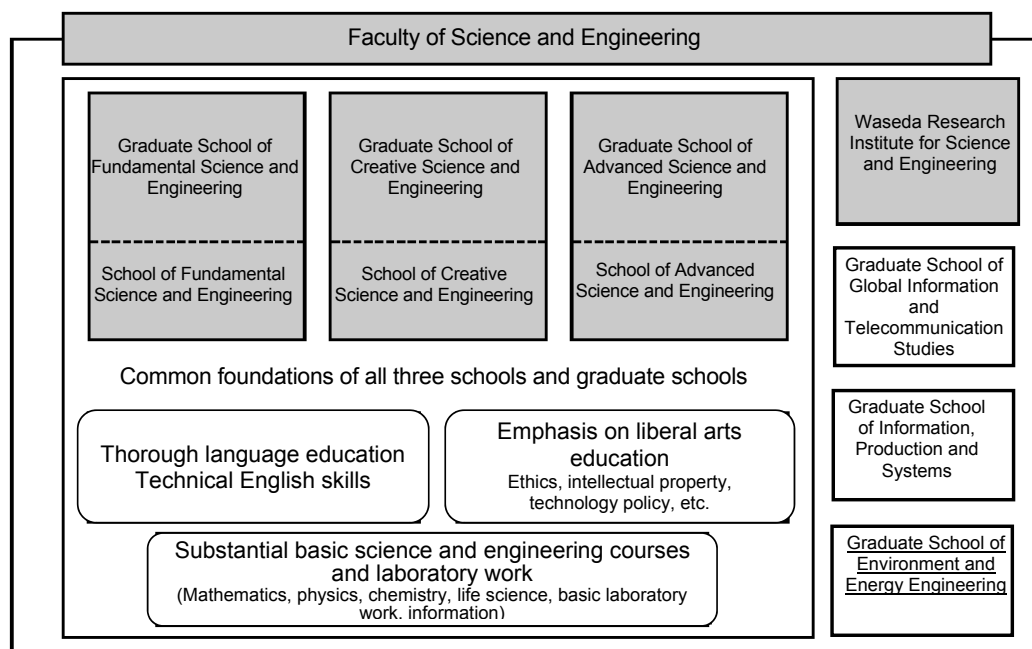 Faculty of Science and Engineering
Graduate School of
Fundamental Science and
Engineering
School of Fundamental
Science and Engineering
Graduate School of
Creative Science and
Engineering
School of Creative
Science and Engineering
Graduate School of
Advanced Science and
Engineering
School of Advanced
Science and Engineering
Common foundations of all three schools and graduate schools
Thorough language education
Technical English skills
Emphasis on liberal arts
education
Ethics, intellectual property,
technology policy, etc.
Substantial basic science and engineering courses
and laboratory work
(Mathematics, physics, chemistry, life science, basic laboratory
work, information)
Waseda Research
Institute for Science
and Engineering
Graduate School of
Global Information
and
Telecommunication
Studies
Graduate School
of Information,
Production and
Systems
Graduate School of
Environment and
Energy Engineering